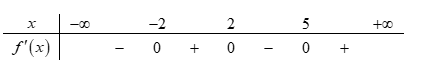 x −∞ −2 2 5 +∞
f'(x) − 0 + 0 − 0 +